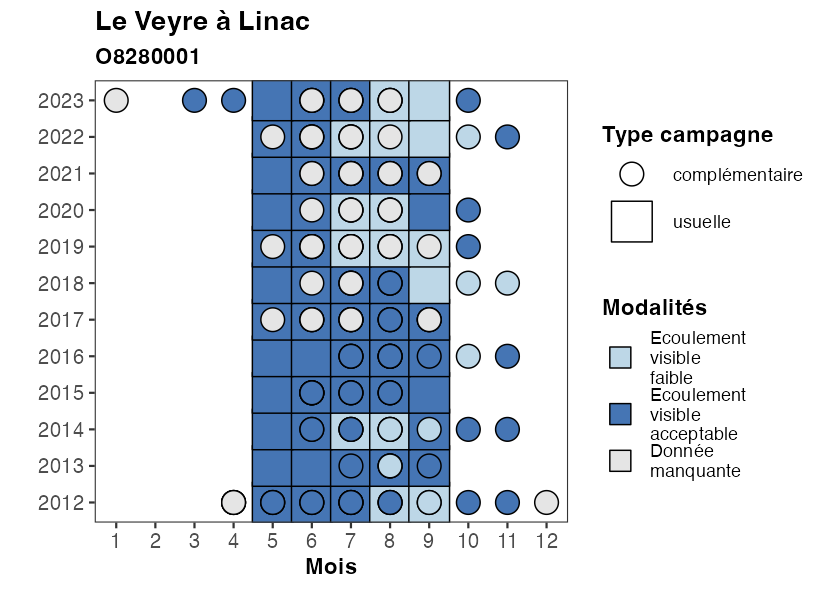 Le Veyre à Linac
O8280001
2023
2022
2021
2020
2019
2018
2017
2016
2015
2014
2013
2012
1 2 3 4 5 6 7 8 9 10 11 12
Mois
Type campagne
complémentaire
usuelle
Modalités
Ecoulement
visible
faible
Ecoulement
visible
acceptable
Donnée
manquante